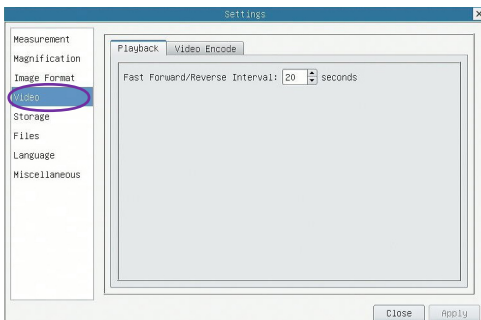 Settings
Measurement
Magnification
Image Format
Video
Storage
Files
Language
Miscellaneous
Playback Video Encode
Fast Forward/Reverse Interval: 20 seconds
Close Apply